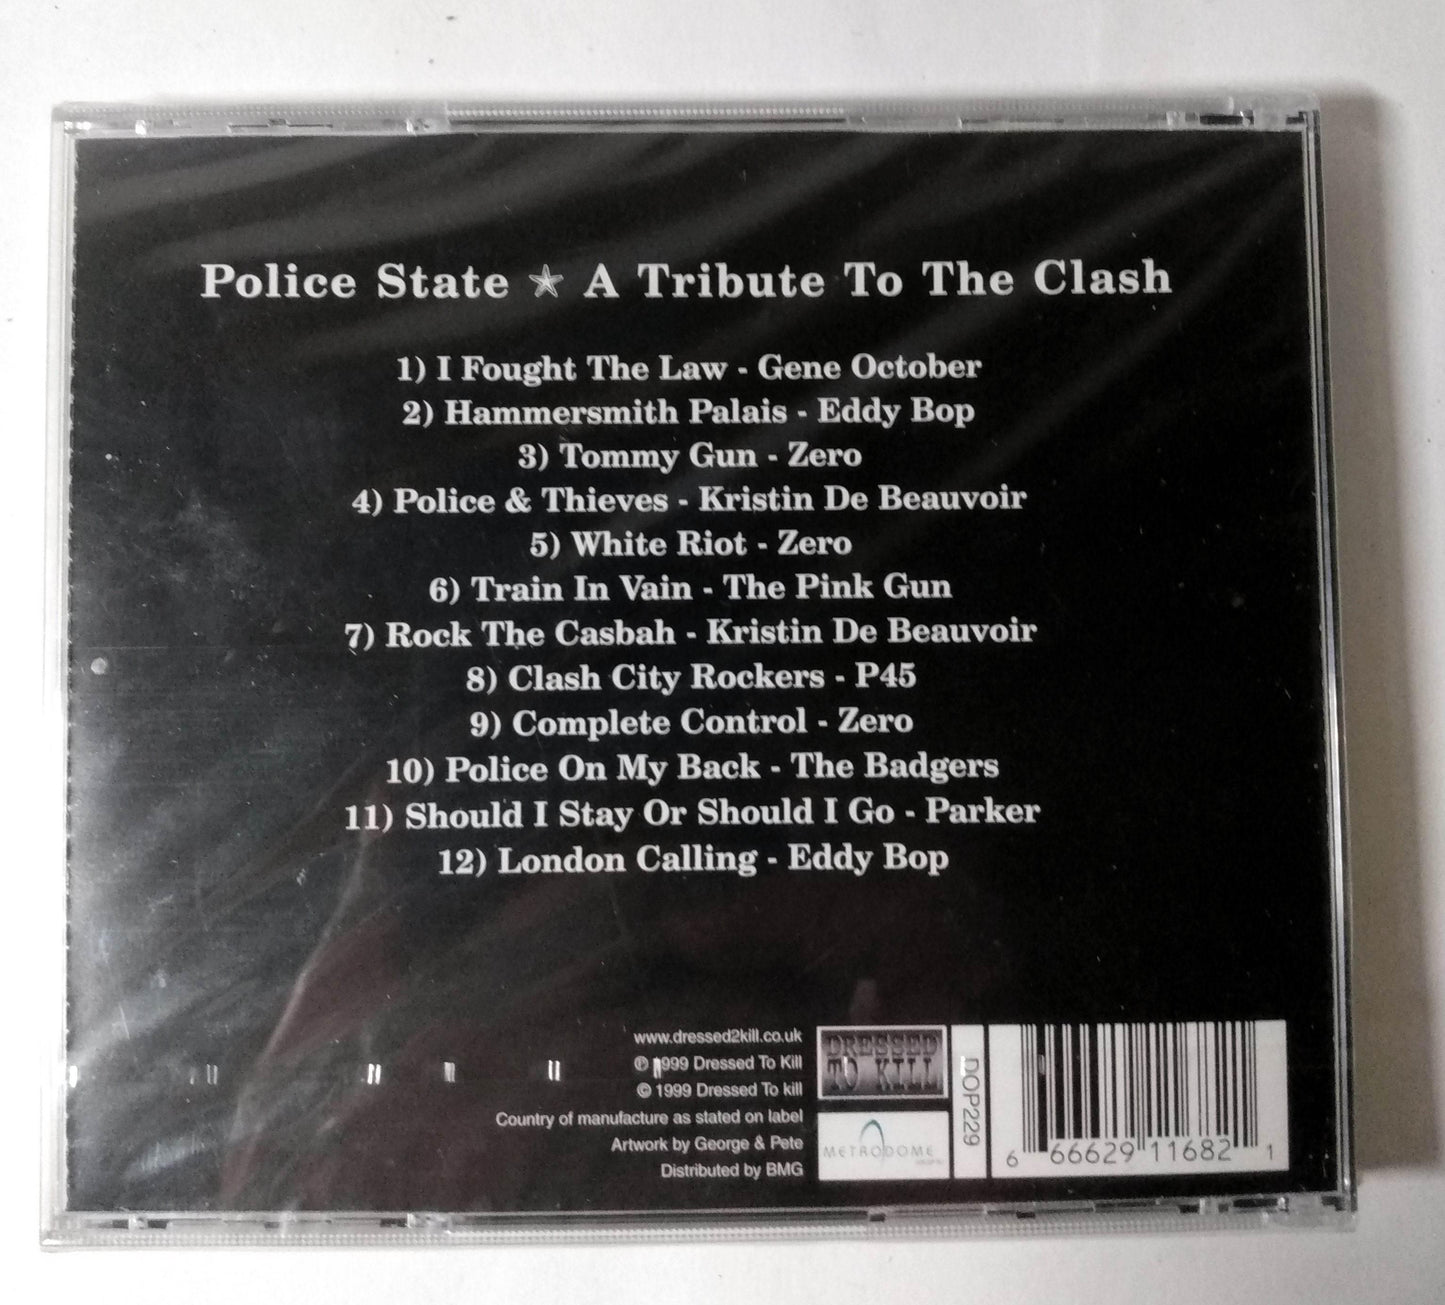 Police State ★ A Tribute To The Clash
1) I Fought The Law - Gene October
2) Hammersmith Palais - Eddy Bop
3) Tommy Gun - Zero
4) Police & Thieves - Kristin De Beauvoir
5) White Riot - Zero
6) Train In Vain - The Pink Gun
7) Rock The Casbah - Kristin De Beauvoir
8) Clash City Rockers - P45
9) Complete Control - Zero
10) Police On My Back - The Badgers
11) Should I Stay Or Should I Go - Parker
12) London Calling - Eddy Bop
www.dressed2kill.co.uk
℗ 1999 Dressed To Kill
© 1999 Dressed To kill
Country of manufacture as stated on label
Artwork by George & Pete
Distributed by BMG
DRESSED
TO KILL
METRODOME
DOP229
6 66629 11682 1